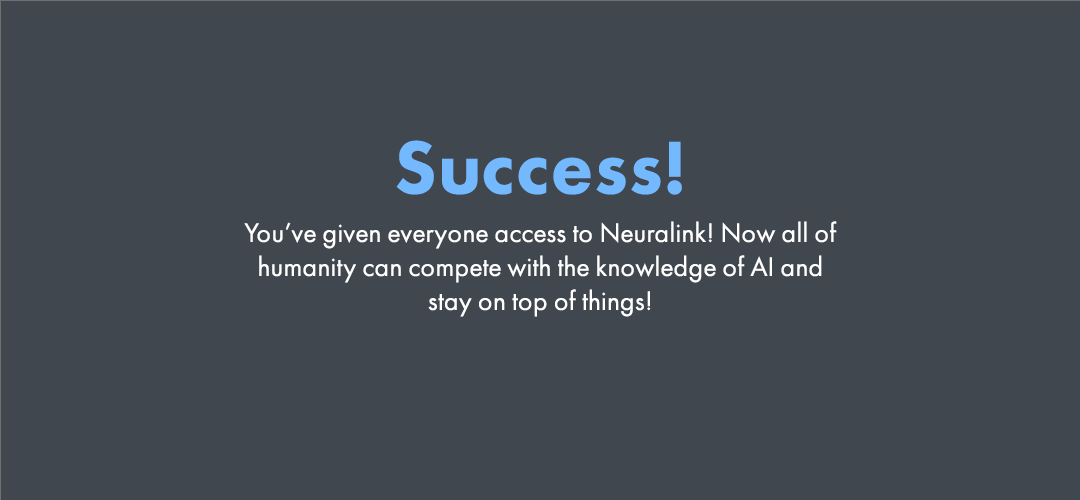 Success!
You’ve given everyone access to Neuralink! Now all of
humanity can compete with the knowledge of AI and
stay on top of things!